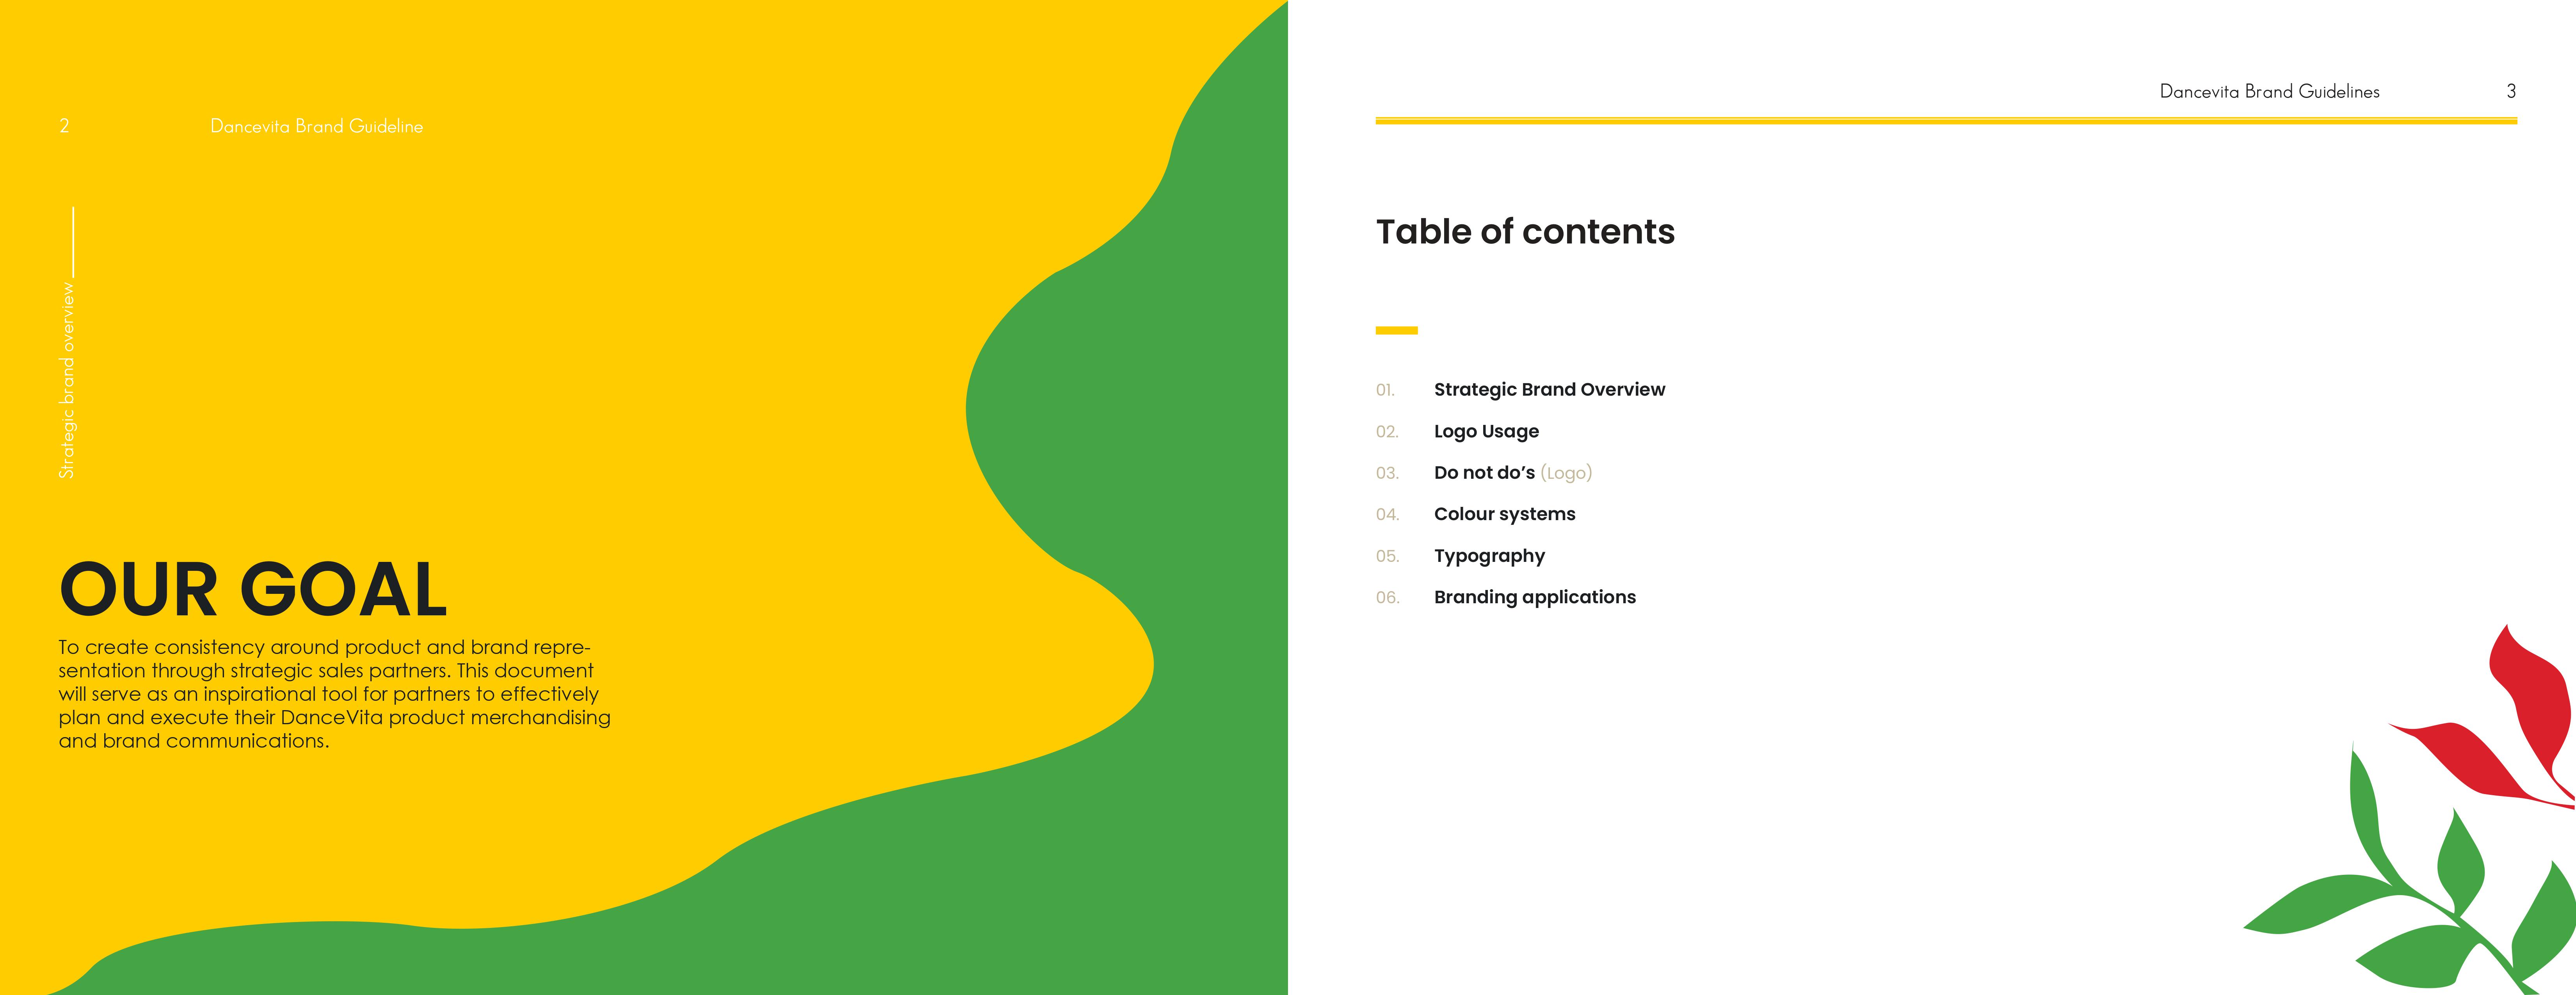 2 Dancevita Brand Guideline
Strategic brand overview
OUR GOAL
To create consistency around product and brand repre-
sentation through strategic sales partners. This document
will serve as an inspirational tool for partners to effectively
plan and execute their DanceVita product merchandising
and brand communications.
Dancevita Brand Guidelines 3
Table of contents
01. Strategic Brand Overview
02. Logo Usage
03. Do not do’s (Logo)
04. Colour systems
05. Typography
06. Branding applications